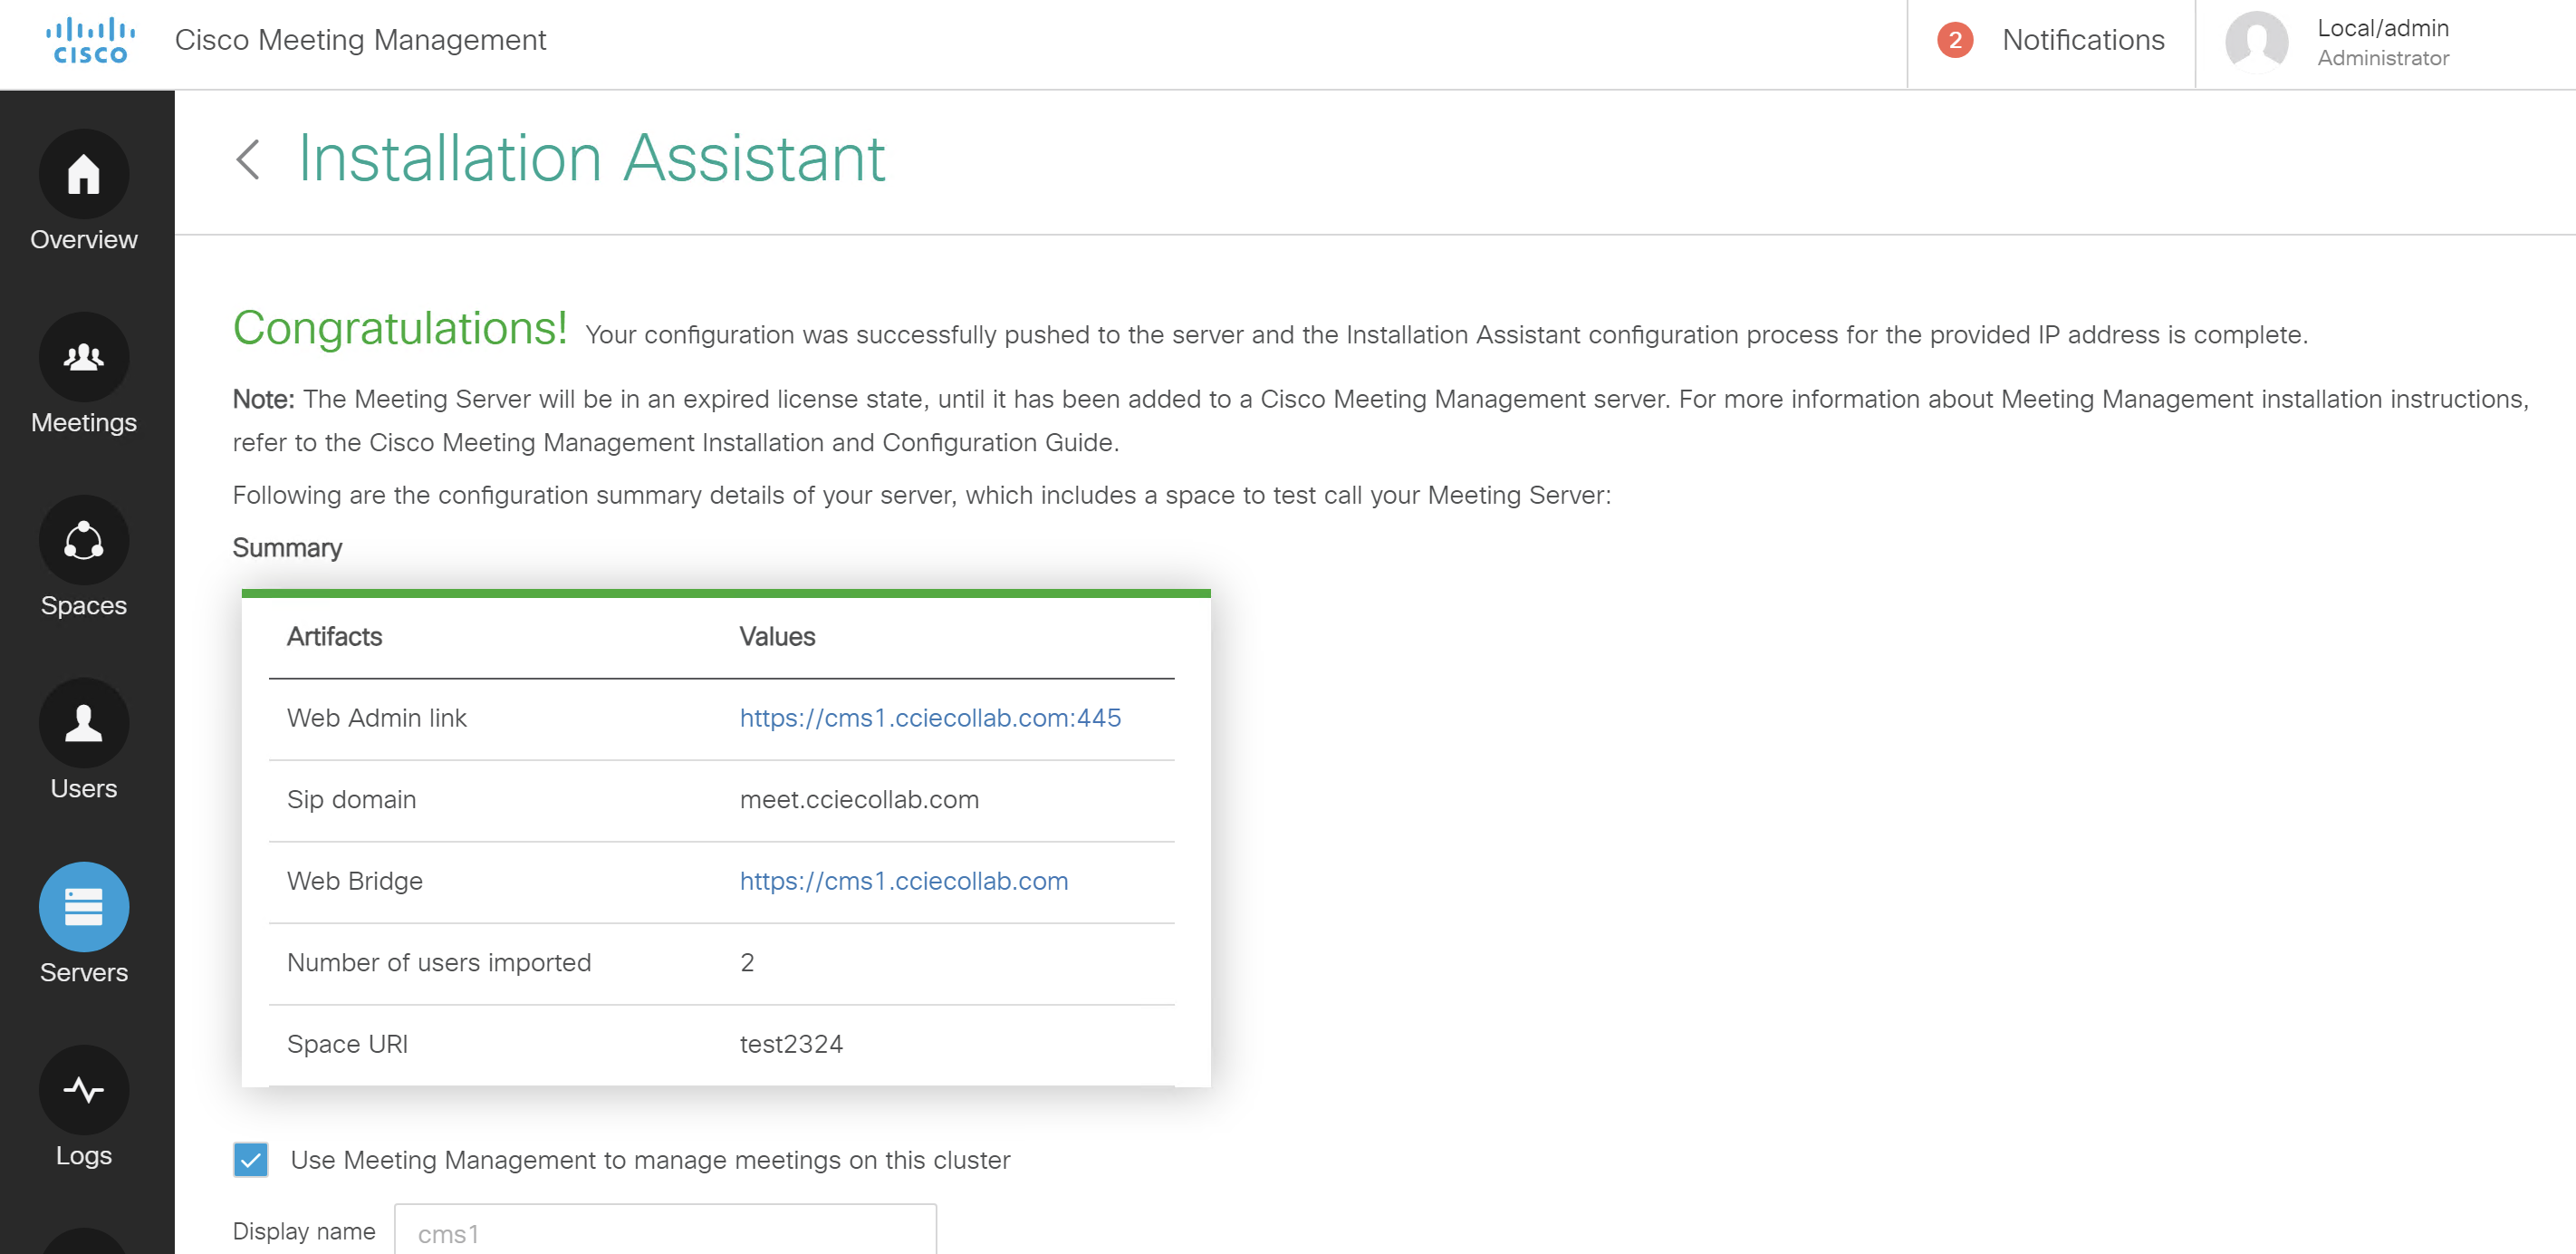 CISCO
Cisco Meeting Management
2
Notifications
Local/admin
Administrator
Overview
Meetings
Spaces
Users
Servers
Logs
Installation Assistant
Congratulations! Your configuration was successfully pushed to the server and the Installation Assistant configuration process for the provided IP address is complete.
Note: The Meeting Server will be in an expired license state, until it has been added to a Cisco Meeting Management server. For more information about Meeting Management installation instructions,
refer to the Cisco Meeting Management Installation and Configuration Guide.
Following are the configuration summary details of your server, which includes a space to test call your Meeting Server:
Summary
Artifacts Values
Web Admin link https://cms1.cciecollab.com:445
Sip domain meet.cciecollab.com
Web Bridge https://cms1.cciecollab.com
Number of users imported 2
Space URI test2324
Use Meeting Management to manage meetings on this cluster
Display name cms1